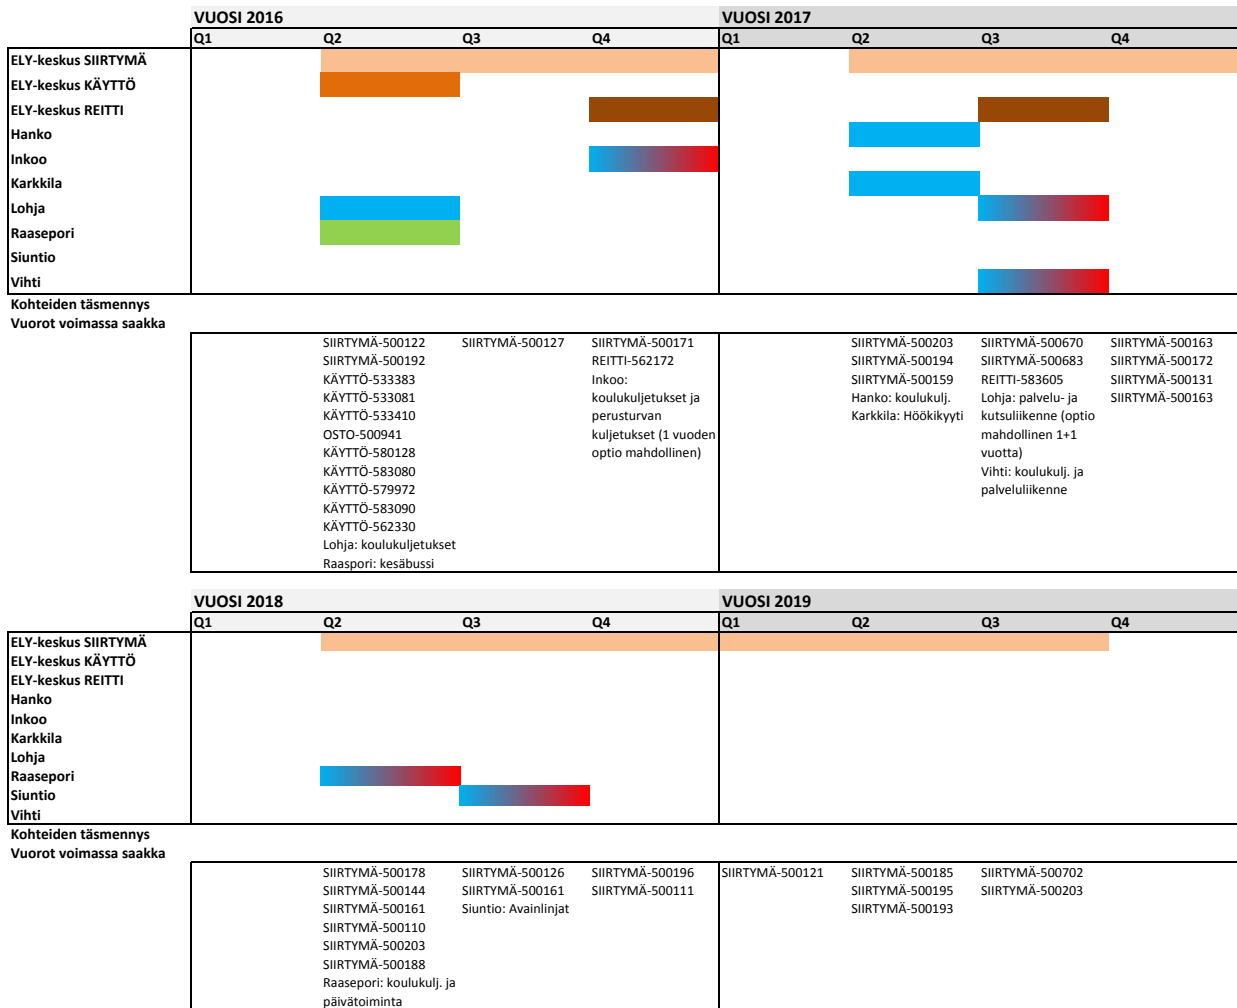 VUOSI 2016 VUOSI 2017
Q1 Q2 Q3 Q4 Q1 Q2 Q3 Q4
ELY-keskus SIIRTYMÄ
ELY-keskus KÄYTTÖ
ELY-keskus REITTI
Hanko
Inkoo
Karkkila
Lohja
Raasepori
Siuntio
Vihti
Kohteiden täsmennys
Vuorot voimassa saakka
SIIRTYMÄ-500122 SIIRTYMÄ-500127 SIIRTYMÄ-500171 SIIRTYMÄ-500203 SIIRTYMÄ-500670 SIIRTYMÄ-500163
SIIRTYMÄ-500192 REITTI-562172 SIIRTYMÄ-500194 SIIRTYMÄ-500683 SIIRTYMÄ-500172
KÄYTTÖ-533383 Inkoo: SIIRTYMÄ-500159 REITTI-583605 SIIRTYMÄ-500131
KÄYTTÖ-533081 koulukuljetukset ja Hanko: koulukulj. Lohja: palvelu- ja SIIRTYMÄ-500163
KÄYTTÖ-533410 perusturvan Karkkila: Höökikyyti kutsuliikenne (optio
OSTO-500941 kuljetukset (1 vuoden mahdollinen 1+1
KÄYTTÖ-580128 optio mahdollinen) vuotta)
KÄYTTÖ-583080 Vihti: koulukulj. ja
KÄYTTÖ-579972 palveluliikenne
KÄYTTÖ-583090
KÄYTTÖ-562330
Lohja: koulukuljetukset
Raaspori: kesäbussi
VUOSI 2018 VUOSI 2019
Q1 Q2 Q3 Q4 Q1 Q2 Q3 Q4
ELY-keskus SIIRTYMÄ
ELY-keskus KÄYTTÖ
ELY-keskus REITTI
Hanko
Inkoo
Karkkila
Lohja
Raasepori
Siuntio
Vihti
Kohteiden täsmennys
Vuorot voimassa saakka
SIIRTYMÄ-500178 SIIRTYMÄ-500126 SIIRTYMÄ-500196 SIIRTYMÄ-500121 SIIRTYMÄ-500185 SIIRTYMÄ-500702
SIIRTYMÄ-500144 SIIRTYMÄ-500161 SIIRTYMÄ-500111 SIIRTYMÄ-500195 SIIRTYMÄ-500203
SIIRTYMÄ-500161 Siuntio: Avainlinjat SIIRTYMÄ-500193
SIIRTYMÄ-500110
SIIRTYMÄ-500203
SIIRTYMÄ-500188
Raasepori: koulukulj. ja
päivätoiminta